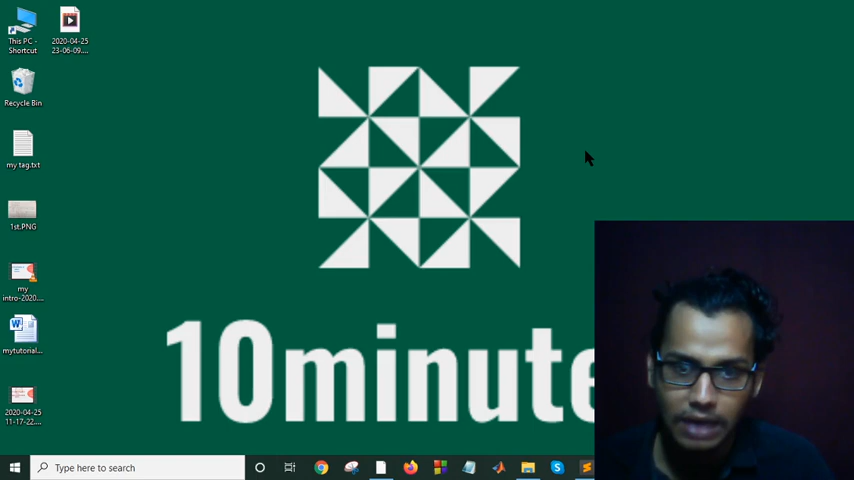 This PC -
Shortcut
2020-04-25
23-06-09....
Recycle Bin
my tag.txt
1st.PNG
my
intro-2020....
mytutorial...
2020-04-25
11-17-22....
10minute
Type here to search